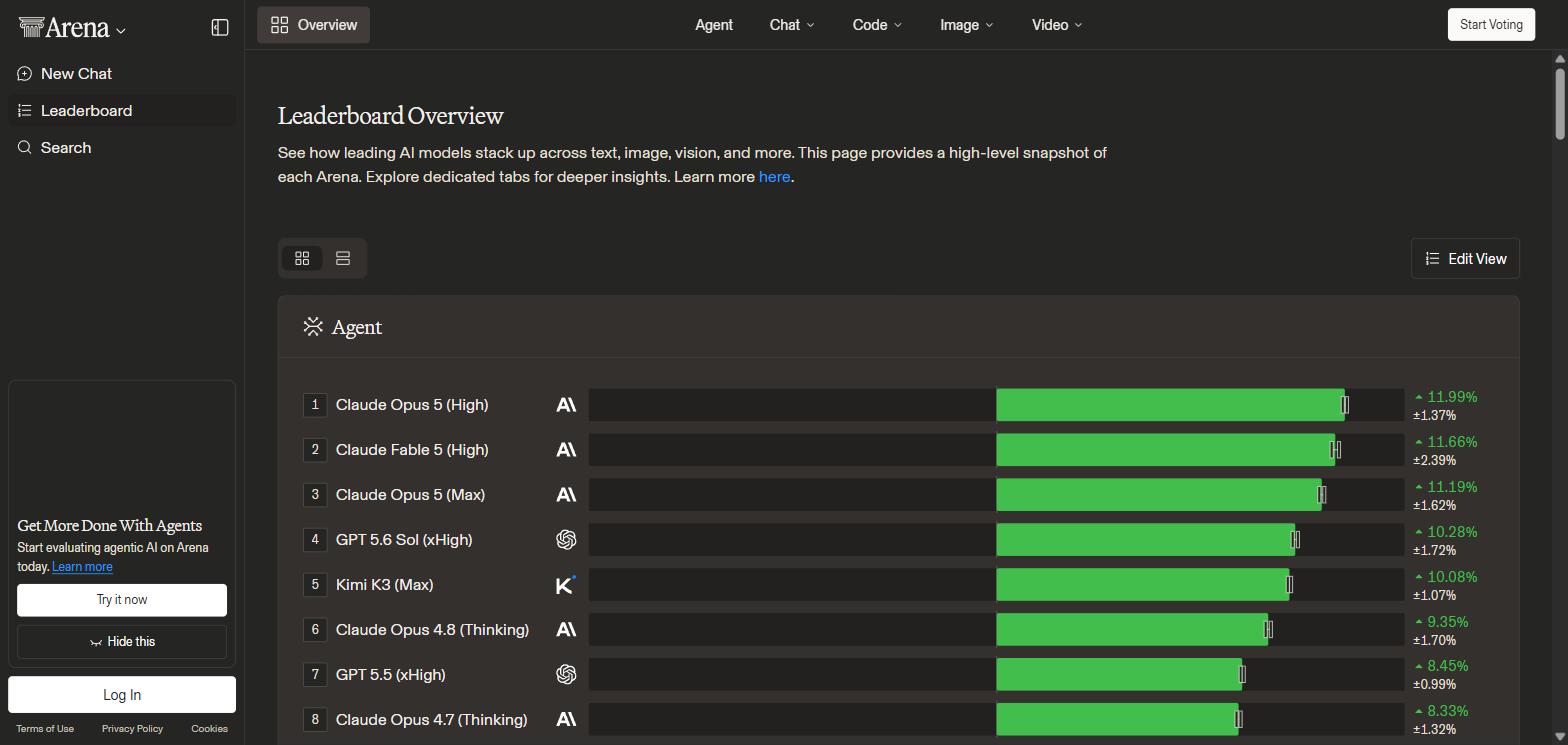 Arena
Overview
Agent
Chat
Code
Image
Video
Start Voting
New Chat
Leaderboard
Search
Leaderboard Overview
See how leading AI models stack up across text, image, vision, and more. This page provides a high-level snapshot of
each Arena. Explore dedicated tabs for deeper insights. Learn more here.
Edit View
Agent
1 Claude Opus 5 (High) 11.99%
±1.37%
2 Claude Fable 5 (High) 11.66%
±2.39%
3 Claude Opus 5 (Max) 11.19%
±1.62%
4 GPT 5.6 Sol (xHigh) 10.28%
±1.72%
5 Kimi K3 (Max) 10.08%
±1.07%
6 Claude Opus 4.8 (Thinking) 9.35%
±1.70%
7 GPT 5.5 (xHigh) 8.45%
±0.99%
8 Claude Opus 4.7 (Thinking) 8.33%
±1.32%
Get More Done With Agents
Start evaluating agentic AI on Arena
today. Learn more
Try it now
Hide this
Log In
Terms of Use
Privacy Policy
Cookies